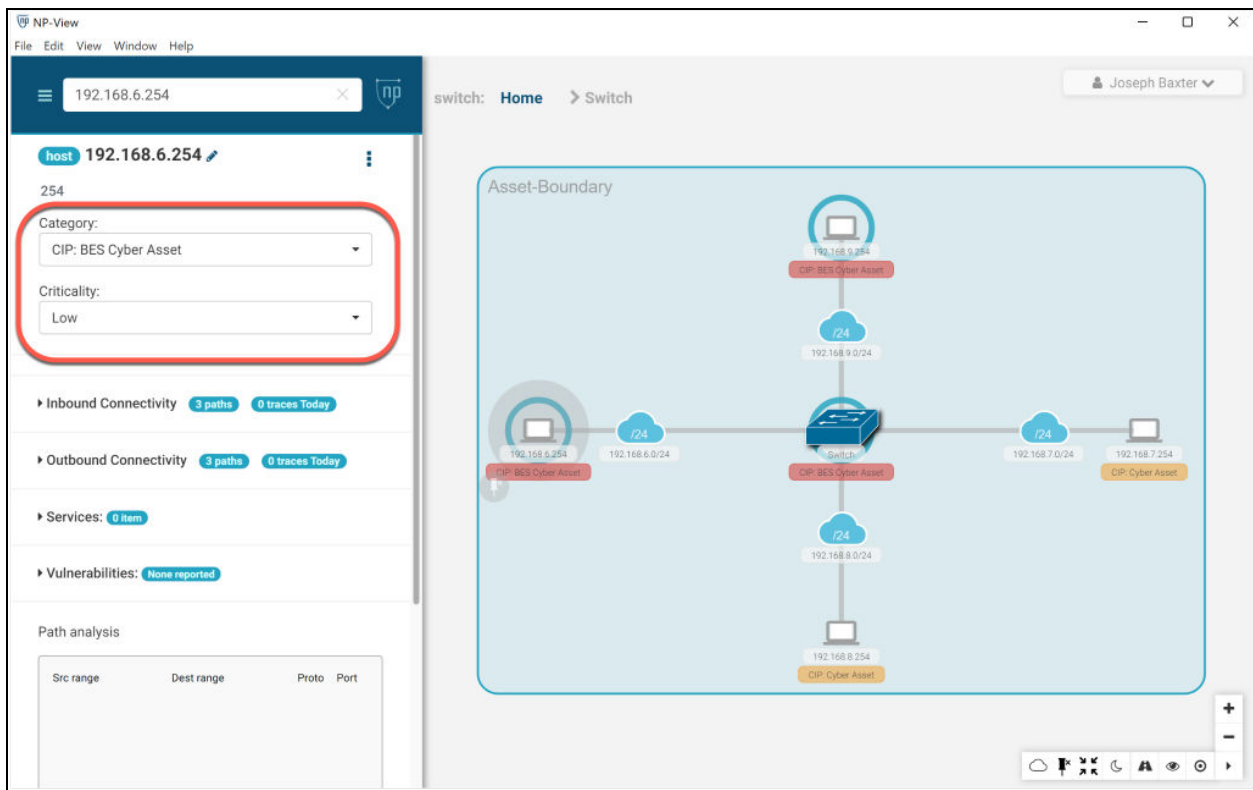 NP-View
File Edit View Window Help
192.168.6.254
np
switch: Home > Switch
Joseph Baxter
host 192.168.6.254
254
Category:
CIP: BES Cyber Asset
Criticality:
Low
Inbound Connectivity 3 paths 0 traces Today
Outbound Connectivity 3 paths 0 traces Today
Services: 0 item
Vulnerabilities: None reported
Path analysis
Src range Dest range Proto Port
Asset-Boundary
192.168.9.254
CIP: BES Cyber Asset
/24
192.168.9.0/24
192.168.6.254
CIP: BES Cyber Asset
/24
192.168.6.0/24
Switch
CIP: BES Cyber Asset
/24
192.168.7.0/24
192.168.7.254
CIP: Cyber Asset
/24
192.168.8.0/24
192.168.8.254
CIP: Cyber Asset